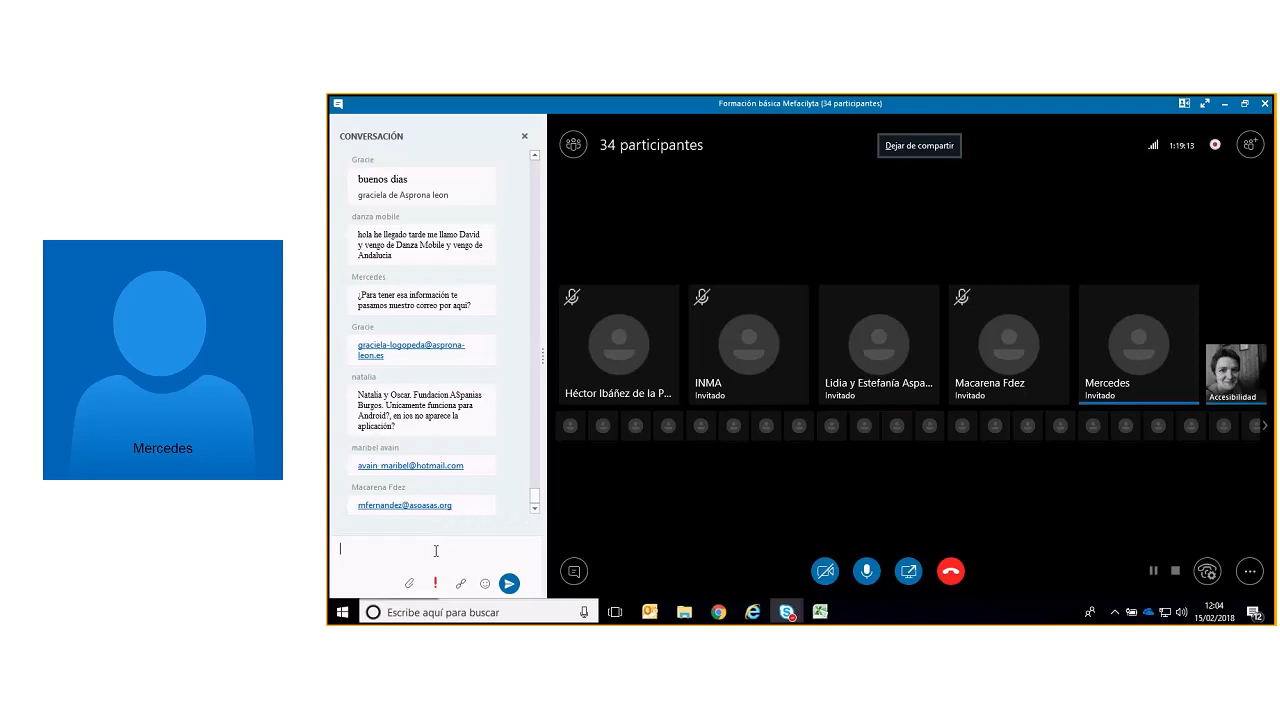 Mercedes
Formación básica Mefacilyta (34 participantes)
CONVERSACIÓN
Gracie
buenos dias
graciela de Asprona leon
danza mobile
hola he llegado tarde me llamo David
y vengo de Danza Mobile y vengo de
Andalucia
Mercedes
¿Para tener esa información te
pasamos nuestro correo por aquí?
Gracie
graciela-logopeda@asprona-
leon.es
natalia
Natalia y Oscar. Fundacion ASpanias
Burgos. Unicamente funciona para
Android?, en ios no aparece la
aplicación?
maribel avain
avain_maribel@hotmail.com
Macarena Fdez
mfernandez@asoasas.org
34 participantes
Dejar de compartir
1:19:13
Héctor Ibáñez de la P...
INMA
Invitado
Lidia y Estefanía Aspa...
Invitado
Macarena Fdez
Invitado
Mercedes
Invitado
Accesibilidad
Escribe aquí para buscar
12:04
15/02/2018
12